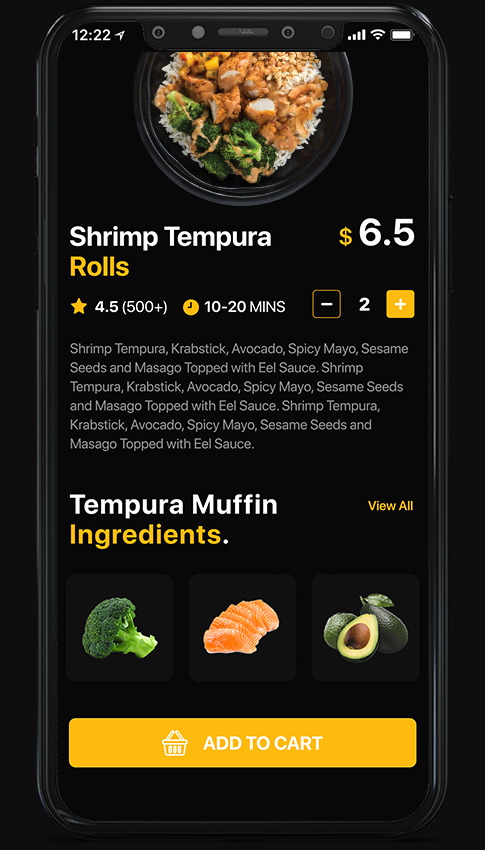 12:22
Shrimp Tempura
Rolls
$ 6.5
4.5 (500+)
10-20 MINS
− 2 +
Shrimp Tempura, Krabstick, Avocado, Spicy Mayo, Sesame
Seeds and Masago Topped with Eel Sauce. Shrimp
Tempura, Krabstick, Avocado, Spicy Mayo, Sesame Seeds
and Masago Topped with Eel Sauce. Shrimp Tempura,
Krabstick, Avocado, Spicy Mayo, Sesame Seeds and
Masago Topped with Eel Sauce.
Tempura Muffin
Ingredients.
View All
ADD TO CART